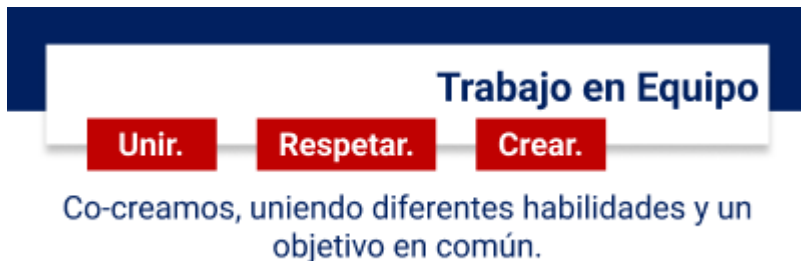 Trabajo en Equipo
Unir. Respetar. Crear.
Co-creamos, uniendo diferentes habilidades y un
objetivo en común.